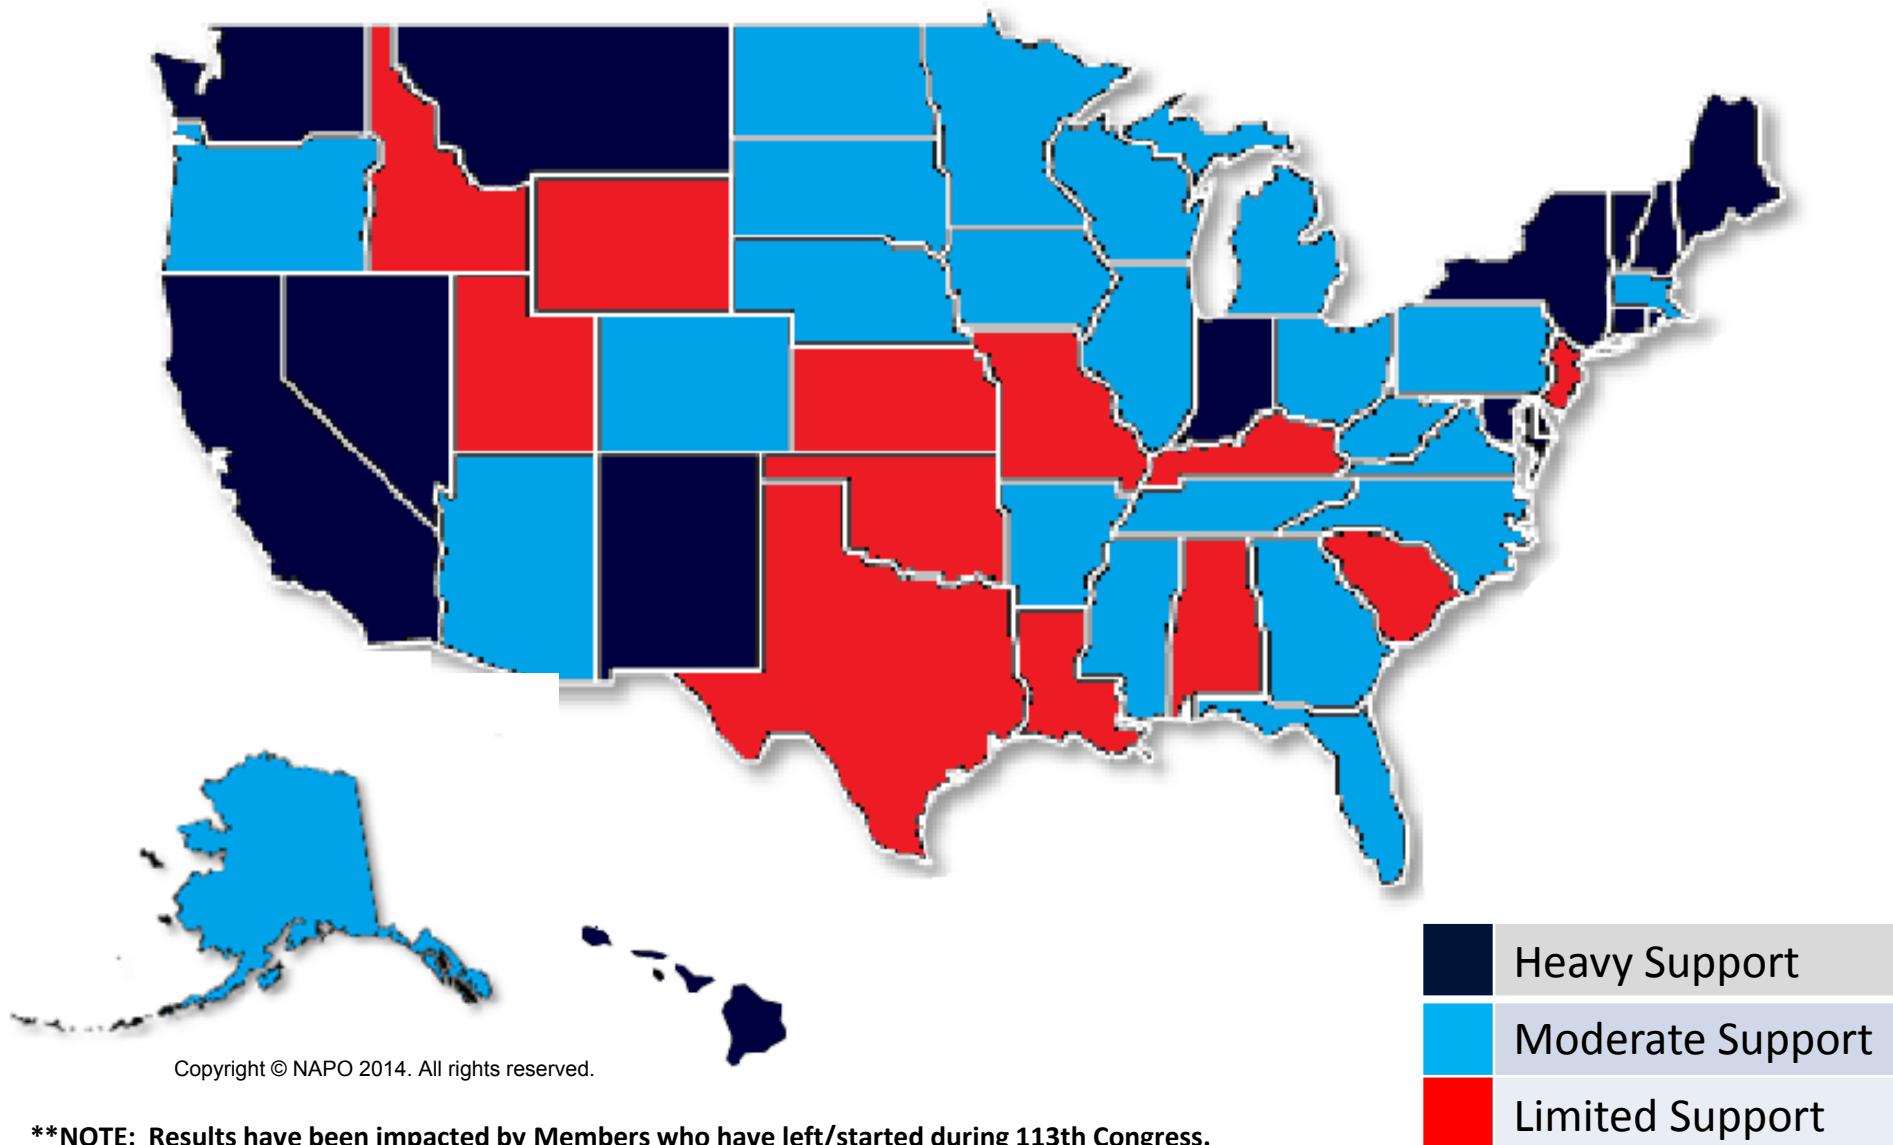 Heavy Support
Moderate Support
Limited Support
Copyright © NAPO 2014. All rights reserved.
**NOTE: Results have been impacted by Members who have left/started during 113th Congress.